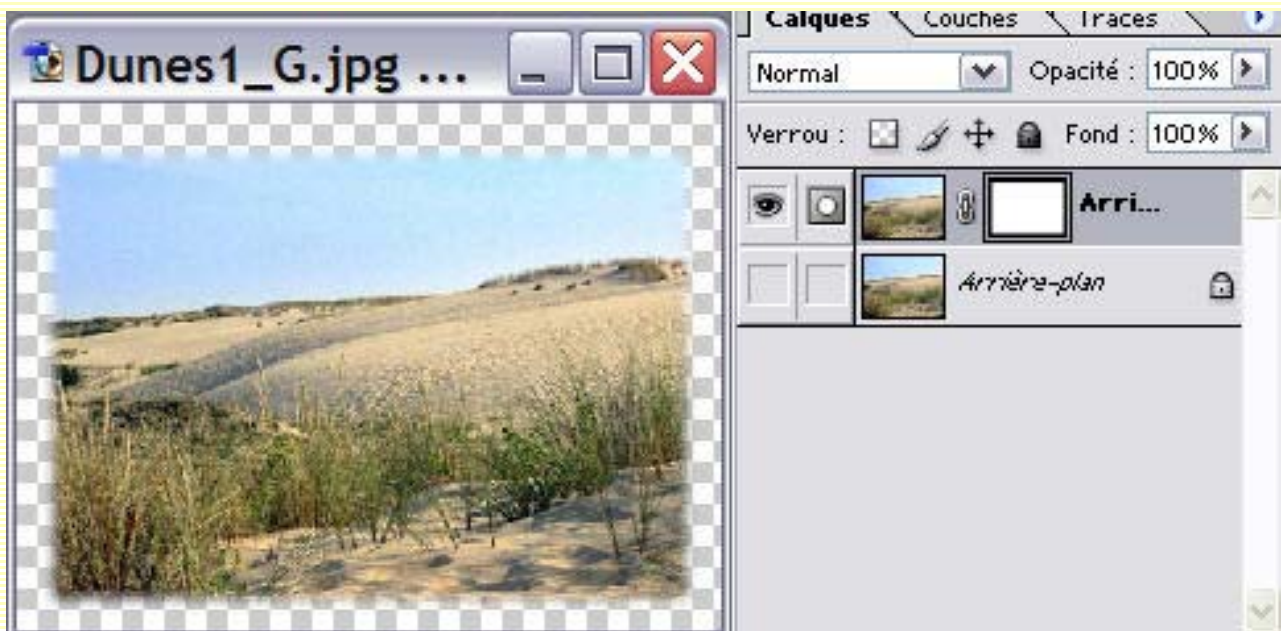 Dunes1_G.jpg ...
Calques Couches Tracés
Normal Opacité : 100%
Verrou : Fond : 100%
Arri...
Arrière-plan